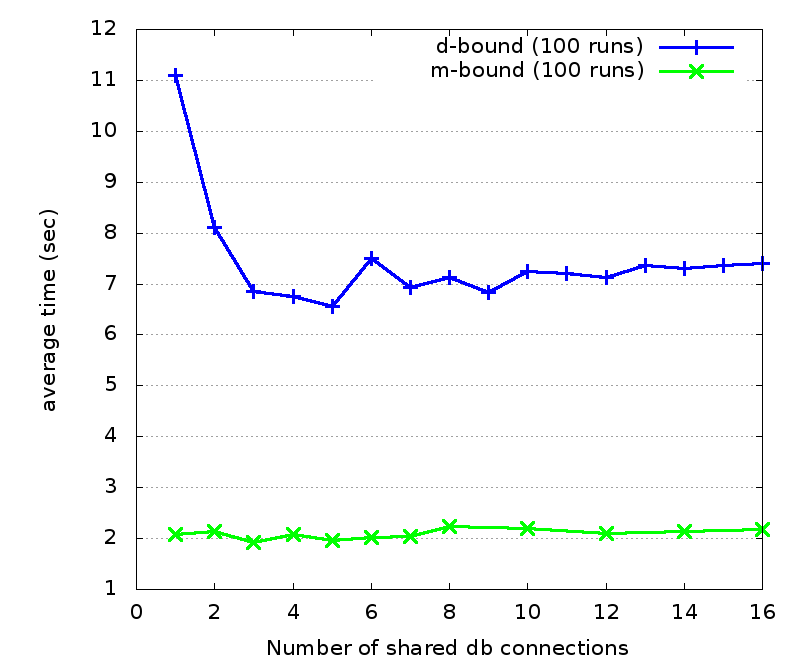 12
11
10
9
8
7
6
5
4
3
2
1
0 2 4 6 8 10 12 14 16
average time (sec)
Number of shared db connections
d-bound (100 runs)
m-bound (100 runs)